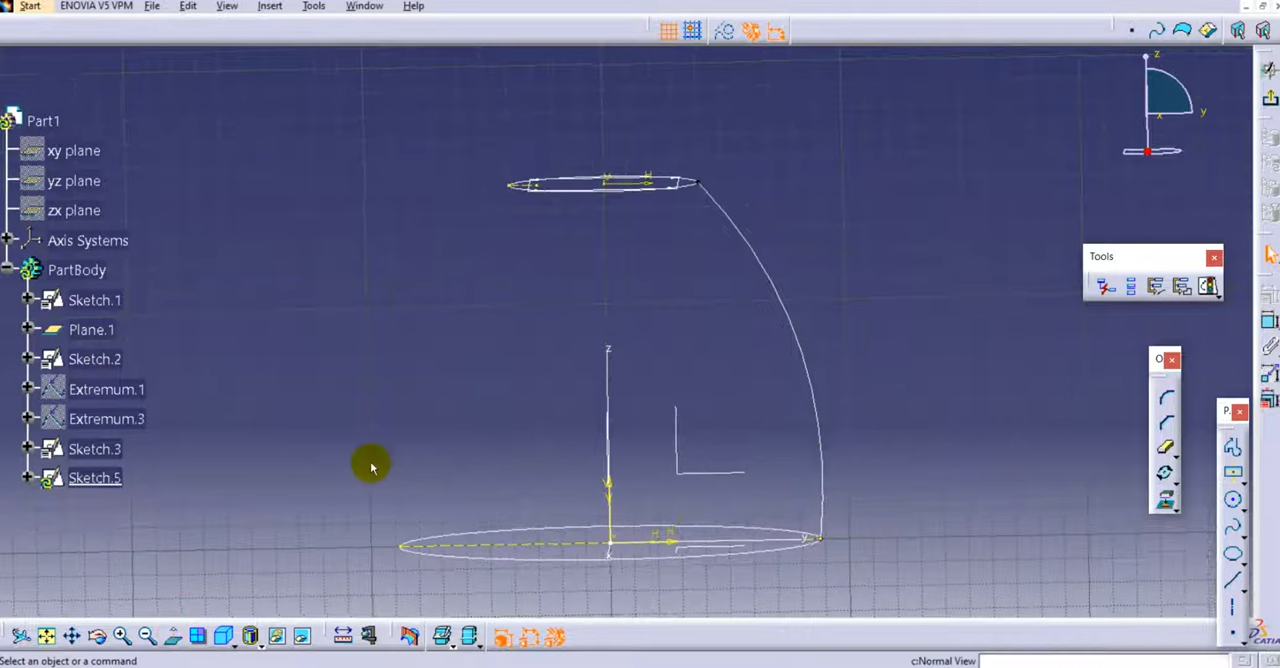 Start ENOVIA V5 VPM File Edit View Insert Tools Window Help
z
y
x
Part1
xy plane
yz plane
zx plane
Axis Systems
PartBody
Sketch.1
Plane.1
Sketch.2
Extremum.1
Extremum.3
Sketch.3
Sketch.5
H
z
H
y
x
Tools
O
P.
CATIA
Select an object or a command
c:Normal View